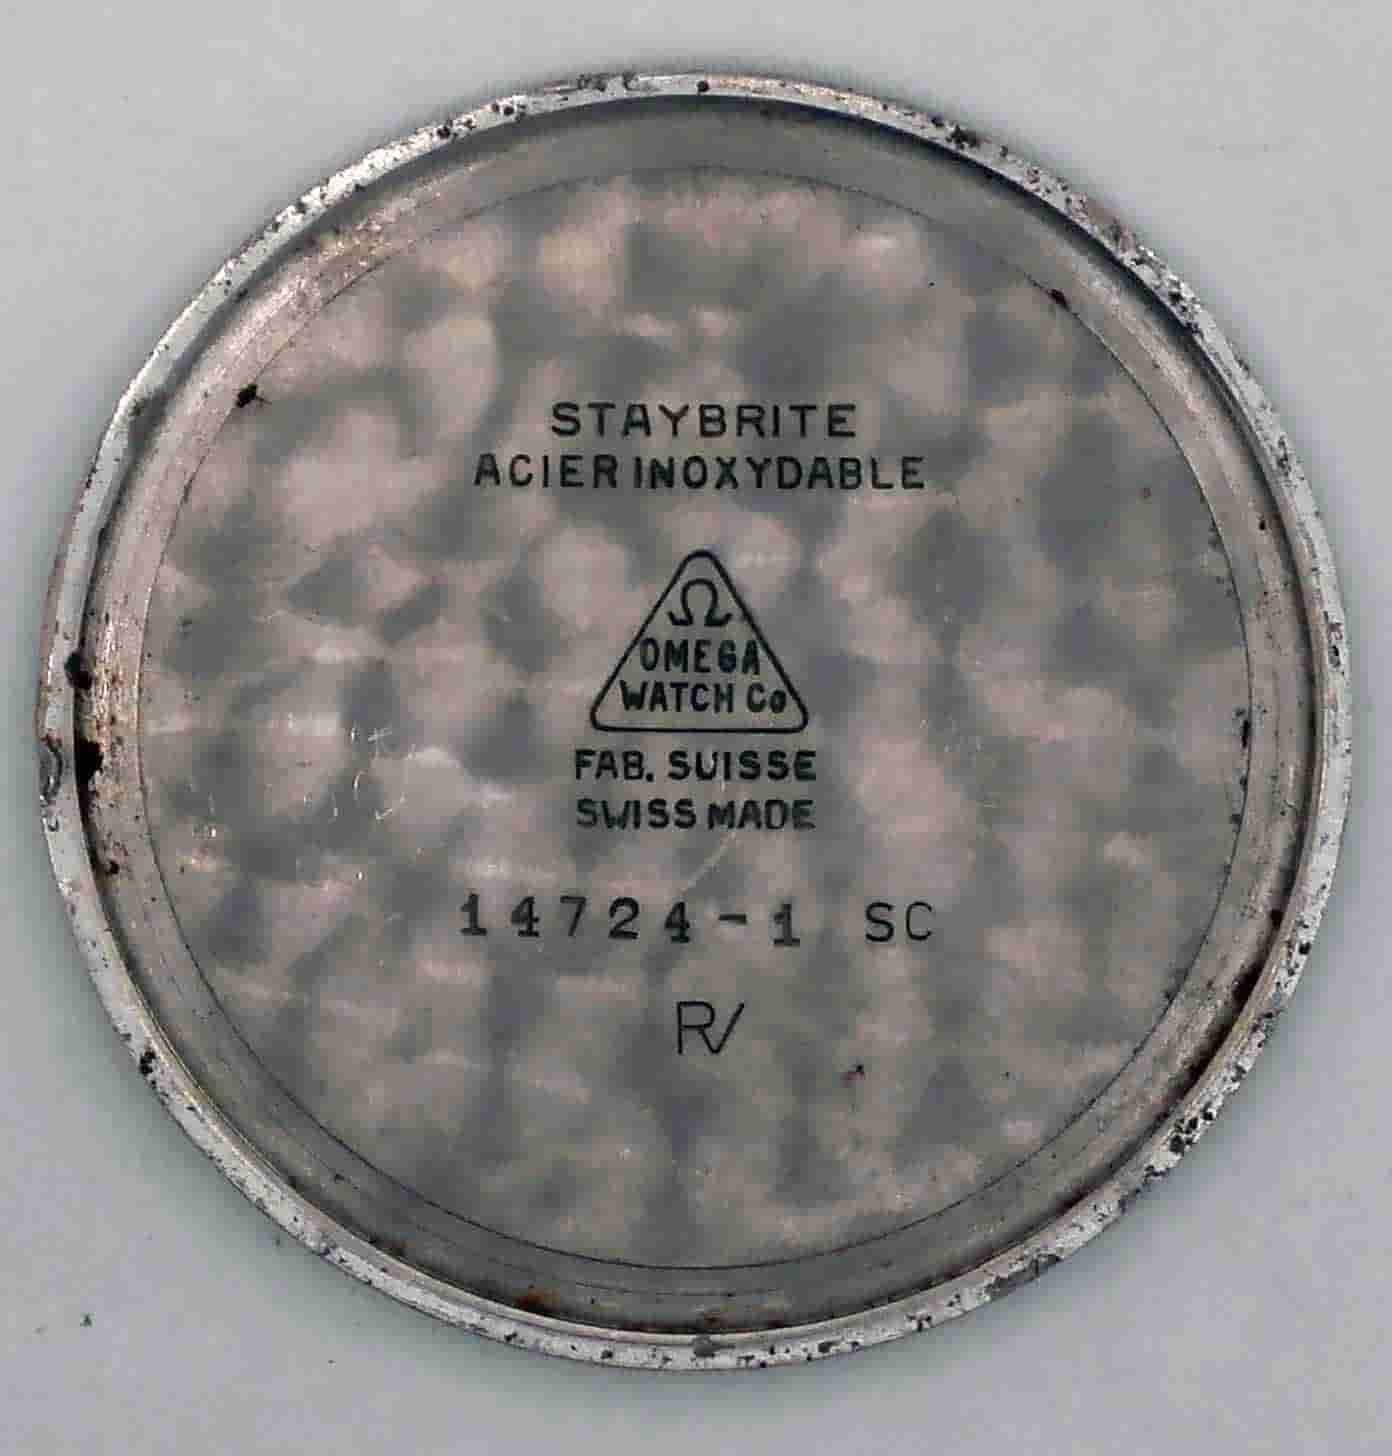 STAYBRITE
ACIER INOXYDABLE
Ω
OMEGA
WATCH Co
FAB. SUISSE
SWISS MADE
14724-1 SC